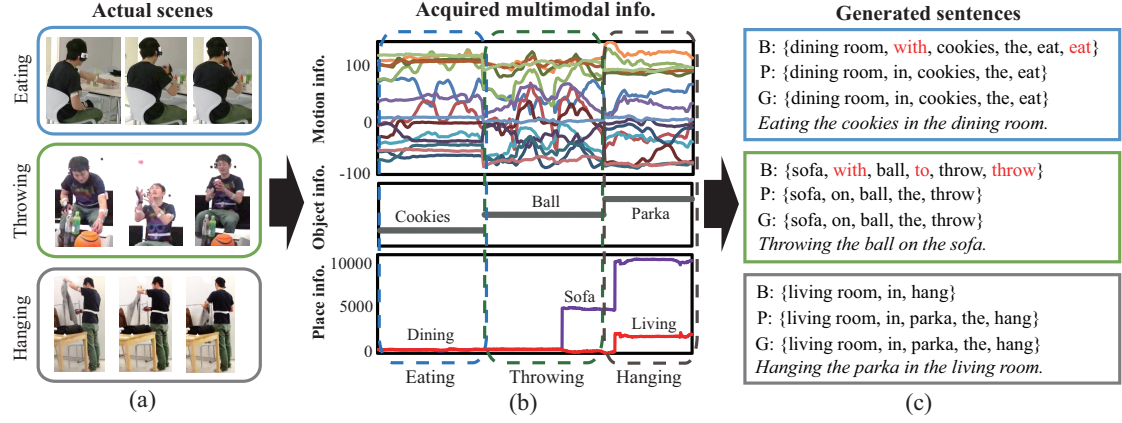 Actual scenes
Eating
Throwing
Hanging
(a)
Acquired multimodal info.
Motion info.
100
0
-100
Object info.
Cookies
Ball
Parka
Place info.
10000
5000
0
Dining
Sofa
Living
Eating
Throwing
Hanging
(b)
Generated sentences
B: {dining room, with, cookies, the, eat, eat}
P: {dining room, in, cookies, the, eat}
G: {dining room, in, cookies, the, eat}
Eating the cookies in the dining room.
B: {sofa, with, ball, to, throw, throw}
P: {sofa, on, ball, the, throw}
G: {sofa, on, ball, the, throw}
Throwing the ball on the sofa.
B: {living room, in, hang}
P: {living room, in, parka, the, hang}
G: {living room, in, parka, the, hang}
Hanging the parka in the living room.
(c)